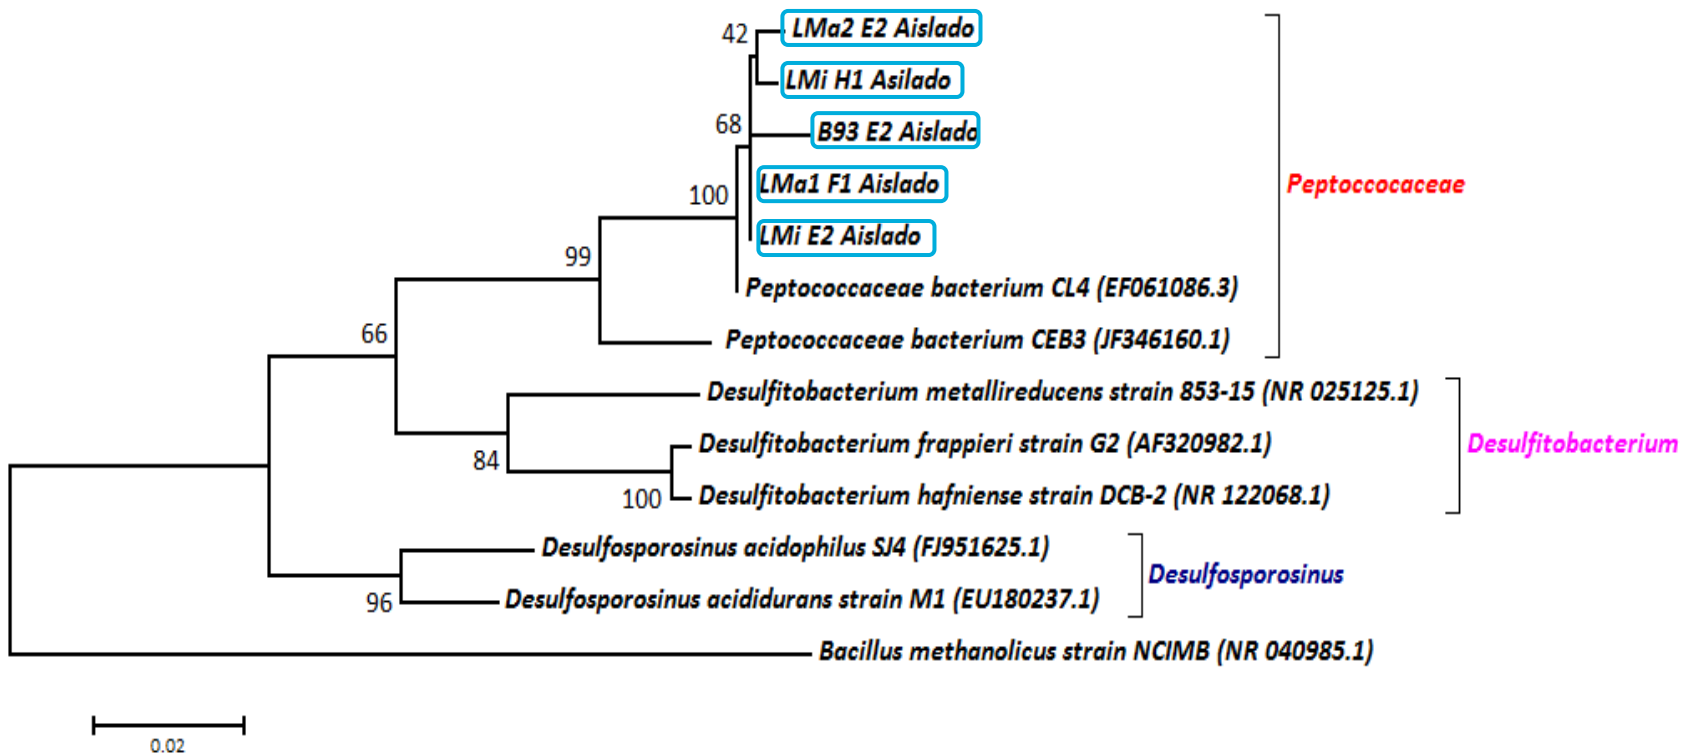 42
LMa2 E2 Aislado
LMi H1 Asilado
68
B93 E2 Aislado
LMa1 F1 Aislado
Peptoccocaceae
100
LMi E2 Aislado
99
Peptococcaceae bacterium CL4 (EF061086.3)
66
Peptococcaceae bacterium CEB3 (JF346160.1)
Desulfitobacterium metallireducens strain 853-15 (NR 025125.1)
Desulfitobacterium frappieri strain G2 (AF320982.1)
Desulfitobacterium
84
100
Desulfitobacterium hafniense strain DCB-2 (NR 122068.1)
Desulfosporosinus acidophilus SJ4 (FJ951625.1)
Desulfosporosinus
96
Desulfosporosinus acididurans strain M1 (EU180237.1)
Bacillus methanolicus strain NCIMB (NR 040985.1)
0.02